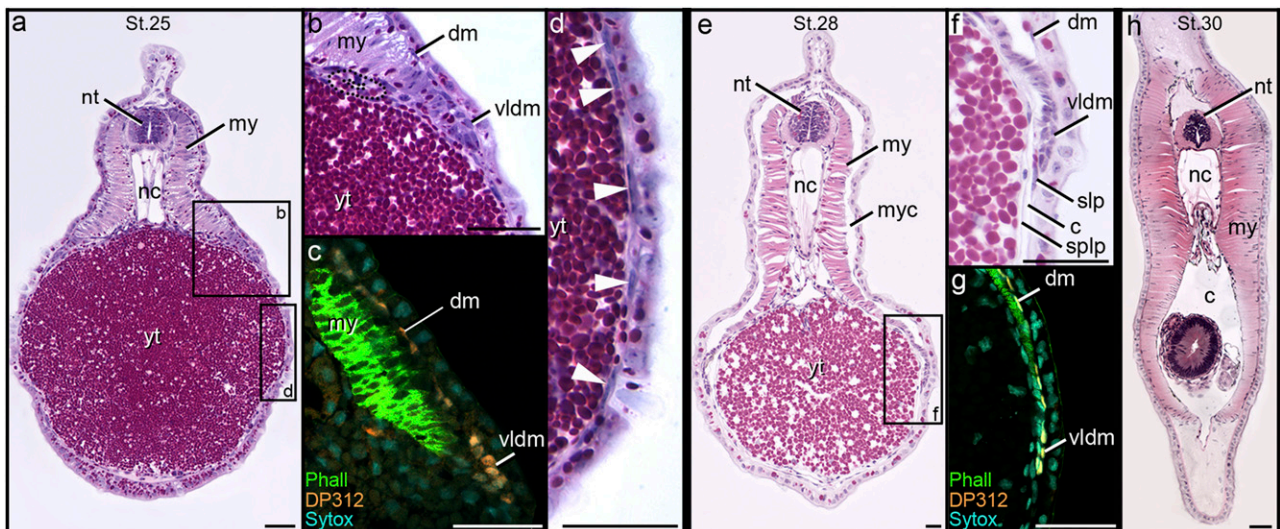 a
St.25
nt
my
nc
b
yt
d
b
my
dm
vldm
yt
c
my
dm
vldm
Phall
DP312
Sytox
d
yt
e
St.28
nt
my
nc
myc
yt
f
f
dm
vldm
slp
c
splp
g
dm
vldm
Phall
DP312
Sytox
h
St.30
nt
nc
my
c